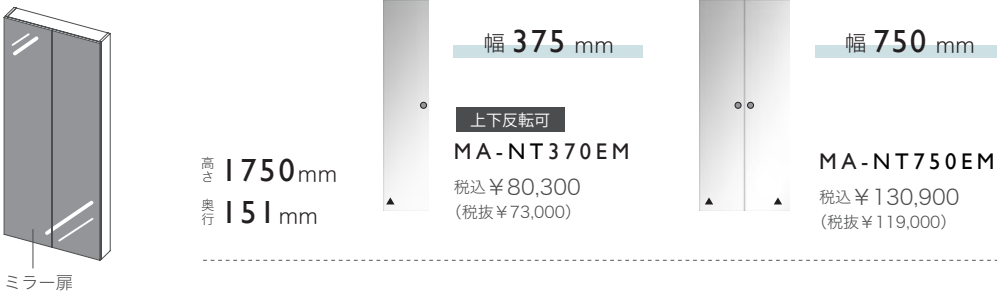 ミラー扉
高さ 1750mm
奥行 151mm
幅 375 mm
上下反転可
MA-NT370EM
税込￥80,300
（税抜￥73,000）
幅 750 mm
MA-NT750EM
税込￥130,900
（税抜￥119,000）